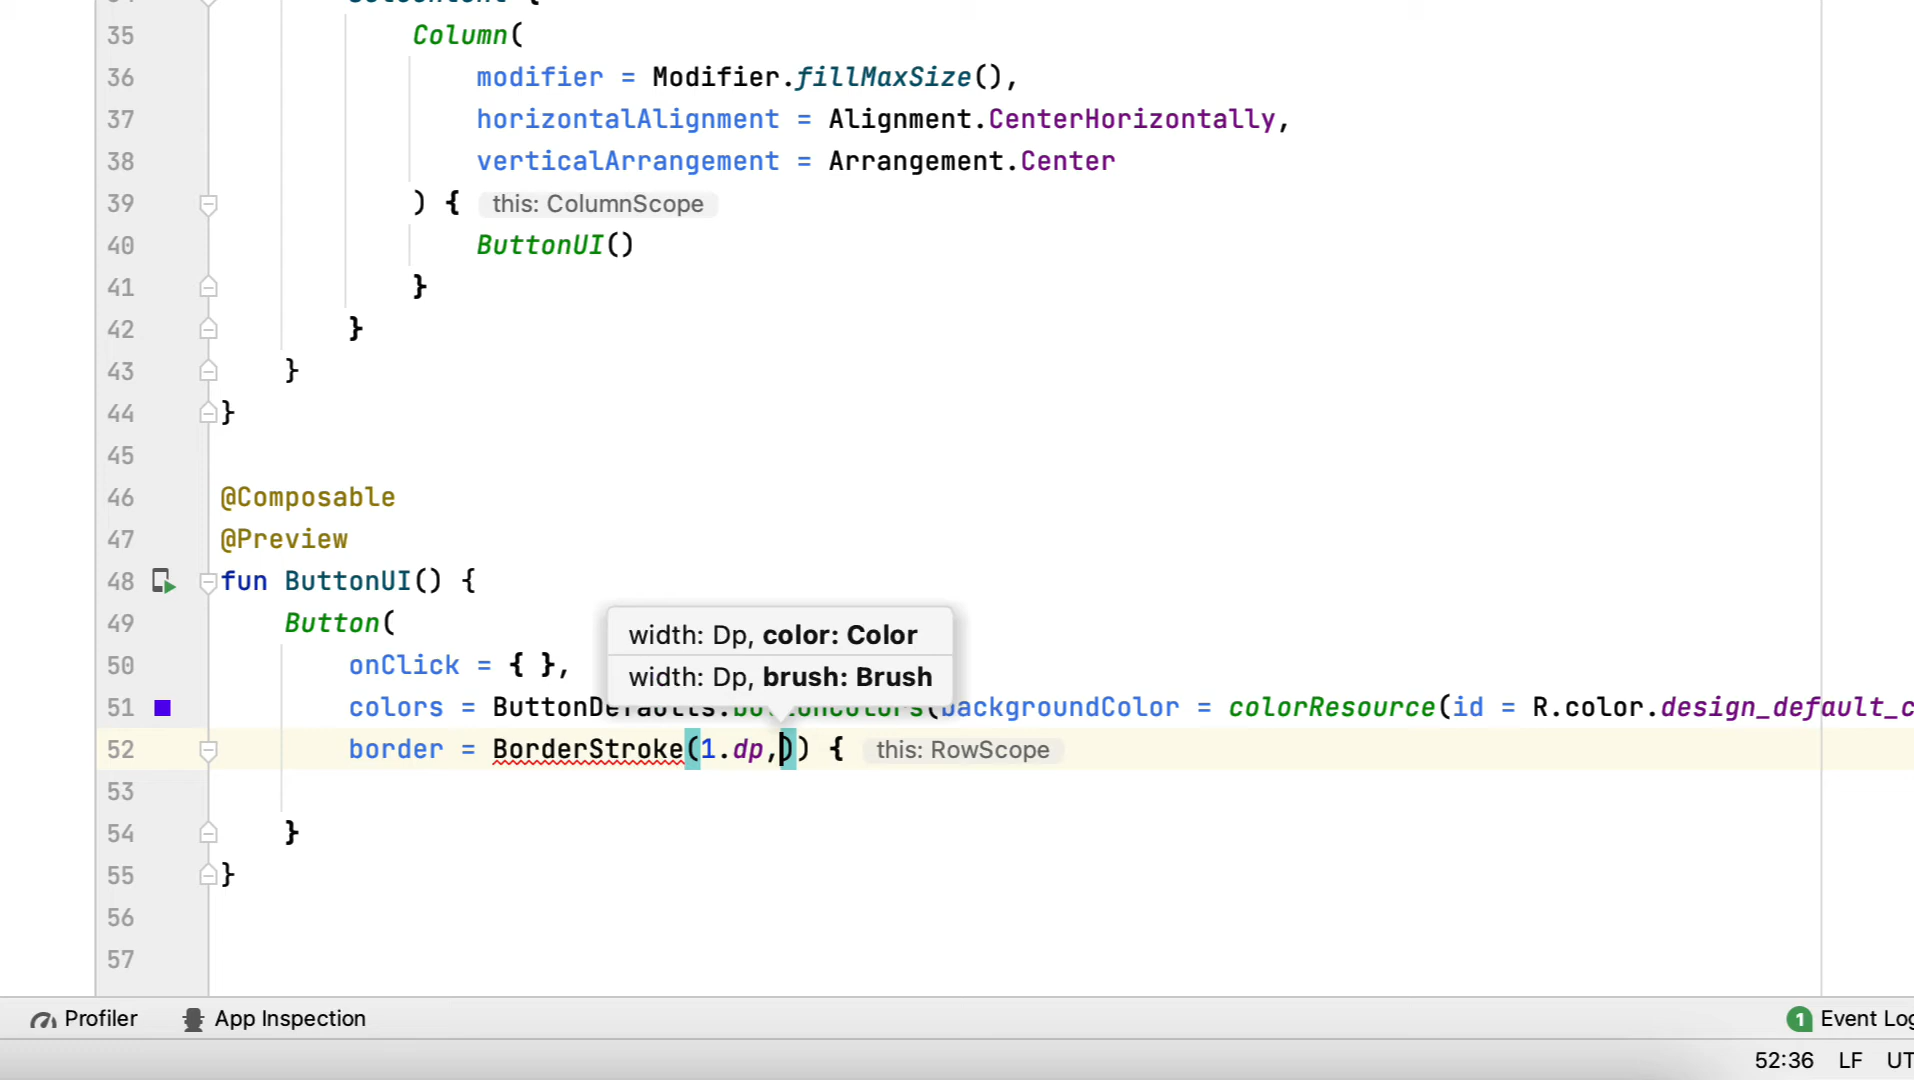 35 Column(
36 modifier = Modifier.fillMaxSize(),
37 horizontalAlignment = Alignment.CenterHorizontally,
38 verticalArrangement = Arrangement.Center
39 ) { this: ColumnScope
40 ButtonUI()
41 }
42 }
43 }
44 }
45
46 @Composable
47 @Preview
48 fun ButtonUI() {
49 Button(
width: Dp, color: Color
50 onClick = { },
width: Dp, brush: Brush
51 colors = ButtonDefaults.buttonColors(backgroundColor = colorResource(id = R.color.design_default_c
52 border = BorderStroke(1.dp,)) { this: RowScope
53
54 }
55 }
56
57
Profiler App Inspection 1 Event Log
52:36 LF UT